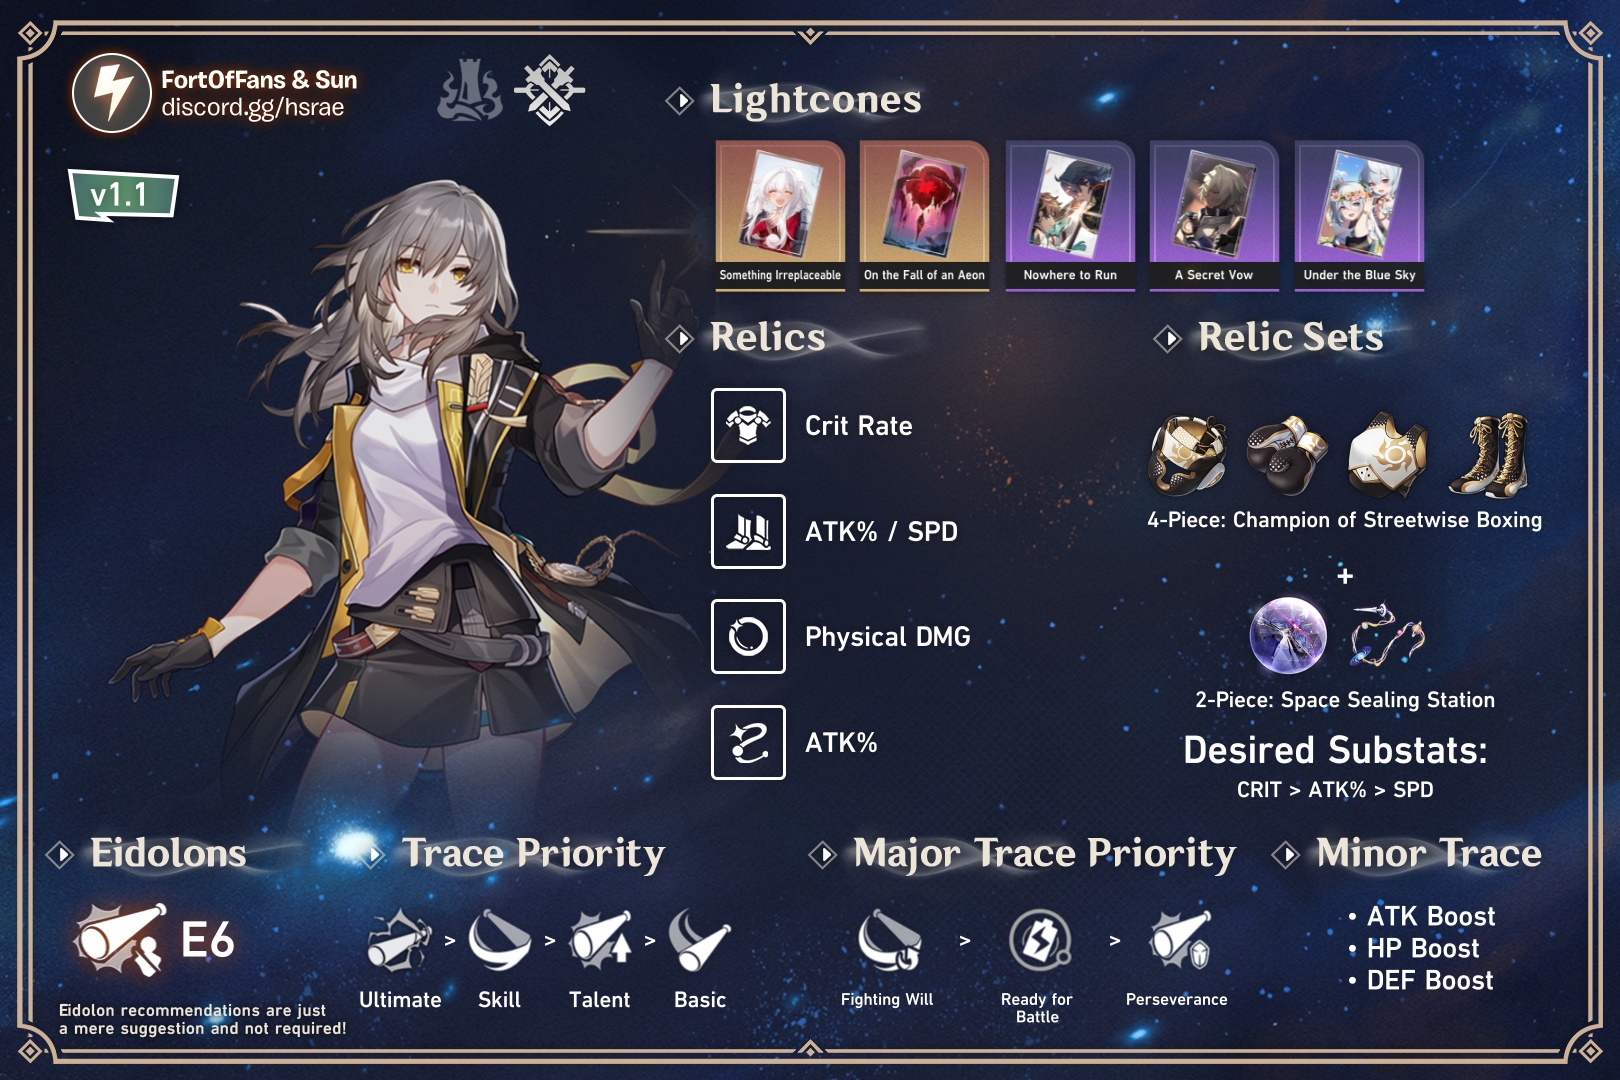 FortOfFans & Sun
discord.gg/hsrae
v1.1
Lightcones
Something Irreplaceable
On the Fall of an Aeon
Nowhere to Run
A Secret Vow
Under the Blue Sky
Relics
Crit Rate
ATK% / SPD
Physical DMG
ATK%
Relic Sets
4-Piece: Champion of Streetwise Boxing
+
2-Piece: Space Sealing Station
Desired Substats:
CRIT > ATK% > SPD
Eidolons
E6
Eidolon recommendations are just
a mere suggestion and not required!
Trace Priority
> > >
Ultimate Skill Talent Basic
Major Trace Priority
> >
Fighting Will
Ready for
Battle
Perseverance
Minor Trace
• ATK Boost
• HP Boost
• DEF Boost